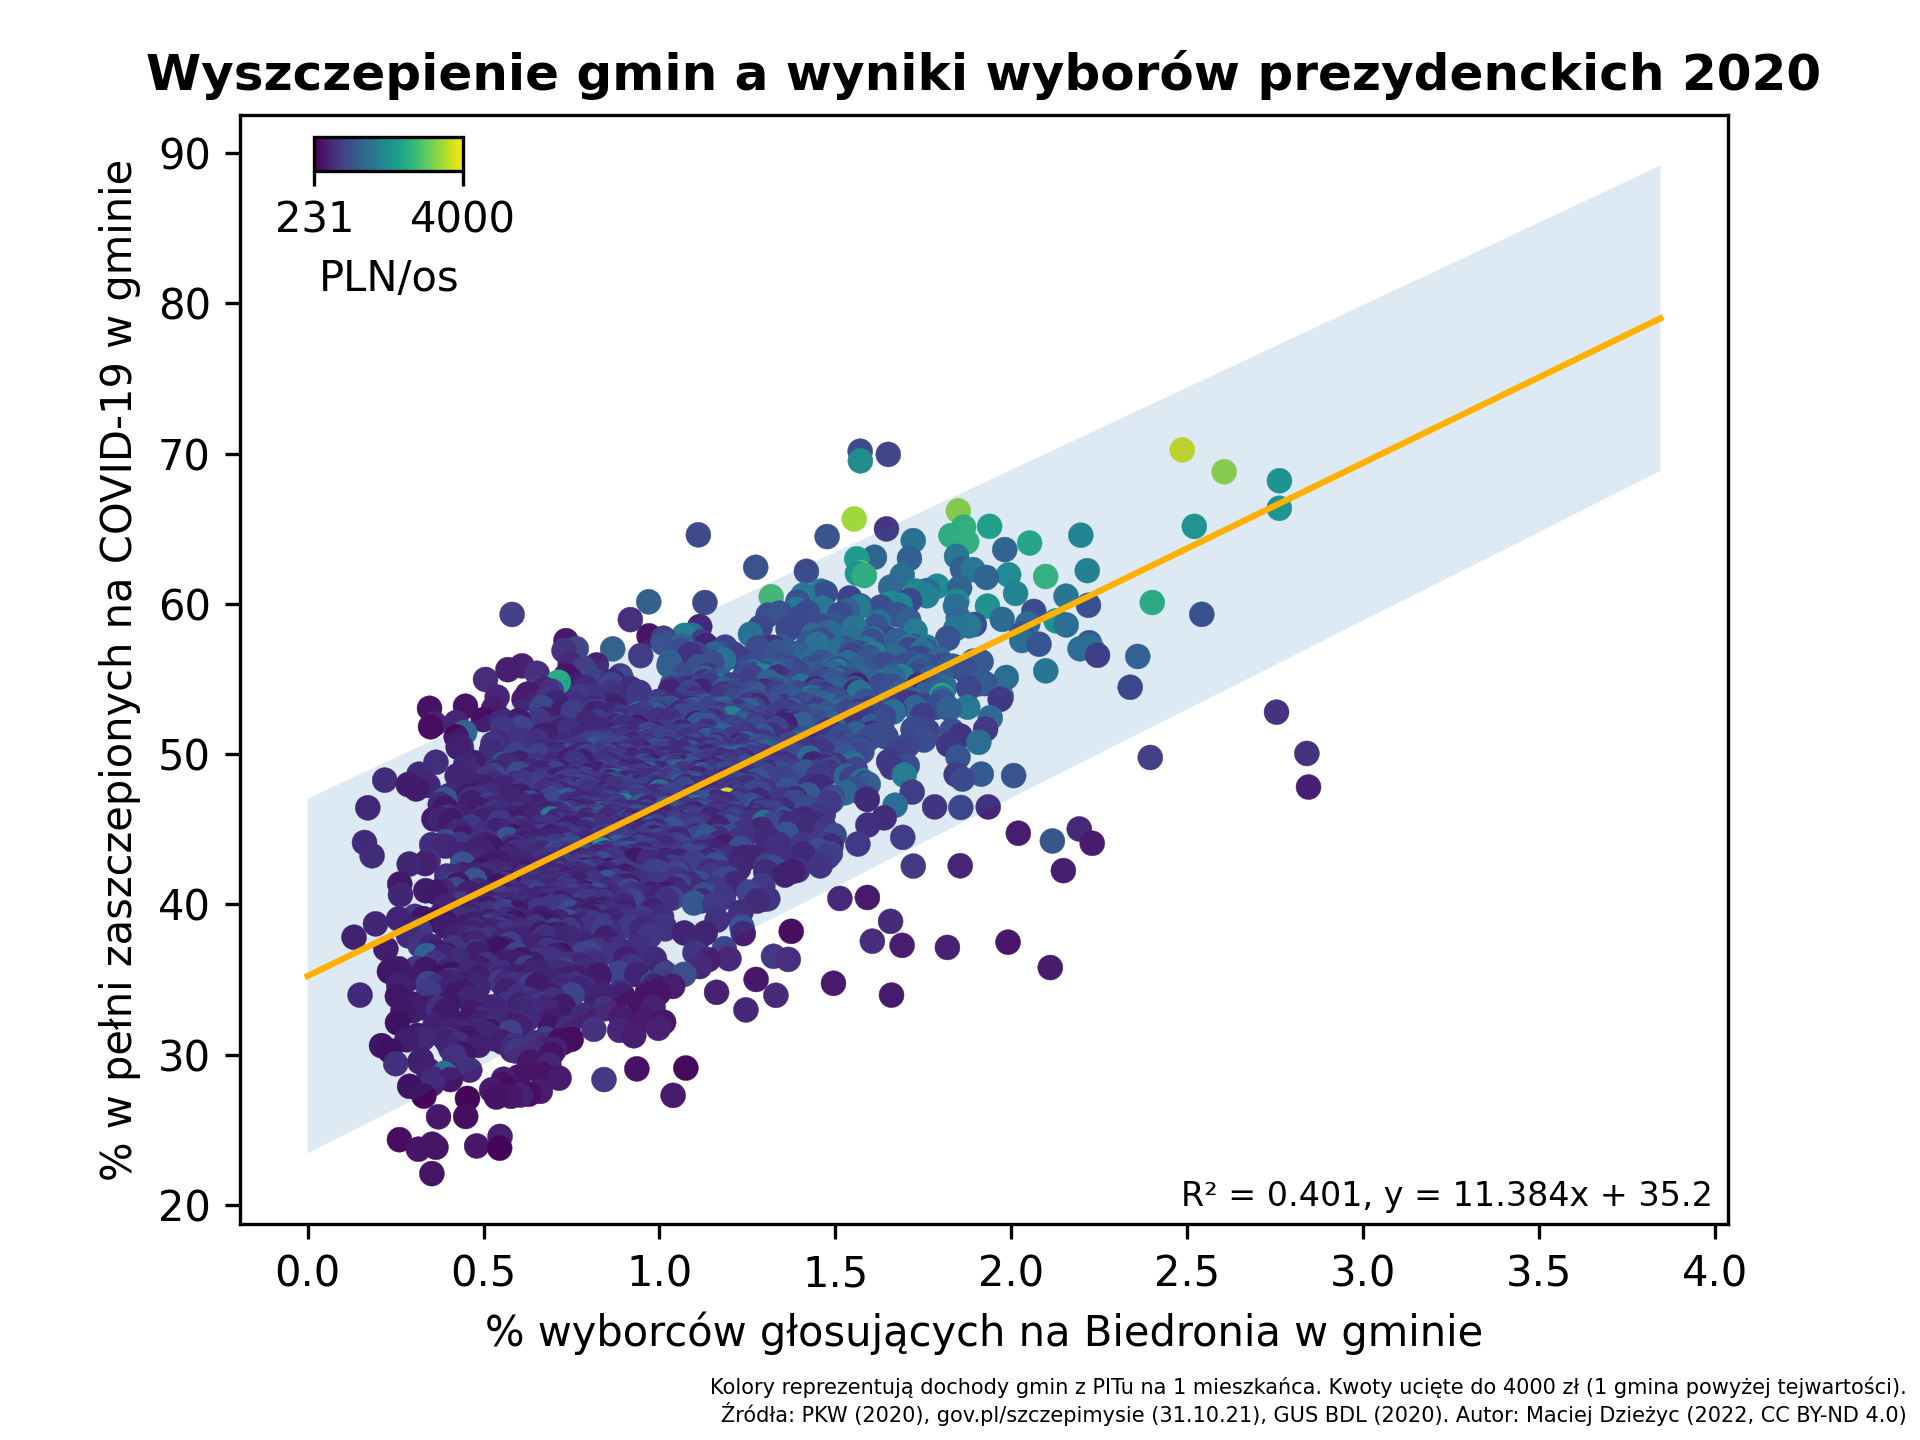 Wyszczepienie gmin a wyniki wyborów prezydenckich 2020
% w pełni zaszczepionych na COVID-19 w gminie
90
80
70
60
50
40
30
20
231 4000
PLN/os
R² = 0.401, y = 11.384x + 35.2
0.0 0.5 1.0 1.5 2.0 2.5 3.0 3.5 4.0
% wyborców głosujących na Biedronia w gminie
Kolory reprezentują dochody gmin z PITu na 1 mieszkańca. Kwoty ucięte do 4000 zł (1 gmina powyżej tejwartości).
Źródła: PKW (2020), gov.pl/szczepimysie (31.10.21), GUS BDL (2020). Autor: Maciej Dzieżyc (2022, CC BY-ND 4.0)